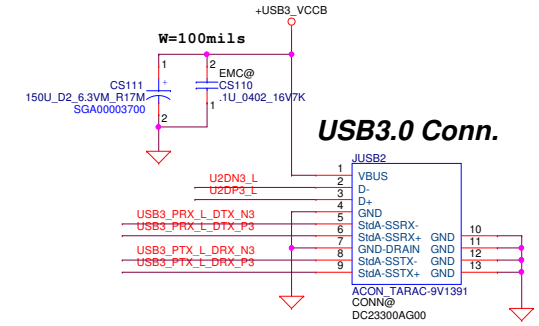 +USB3_VCCB
W=100mils
1
2
EMC@
CS111
CS110
150U_D2_6.3VM_R17M
.1U_0402_16V7K
SGA00003700
1
2
USB3.0 Conn.
JUSB2
1 VBUS
U2DN3_L 2 D-
U2DP3_L 3 D+
4 GND
USB3_PRX_L_DTX_N3 5 StdA-SSRX-
USB3_PRX_L_DTX_P3 6 StdA-SSRX+ GND 10
7 GND-DRAIN GND 11
USB3_PTX_L_DRX_N3 8 StdA-SSTX- GND 12
USB3_PTX_L_DRX_P3 9 StdA-SSTX+ GND 13
ACON_TARAC-9V1391
CONN@
DC23300AG00